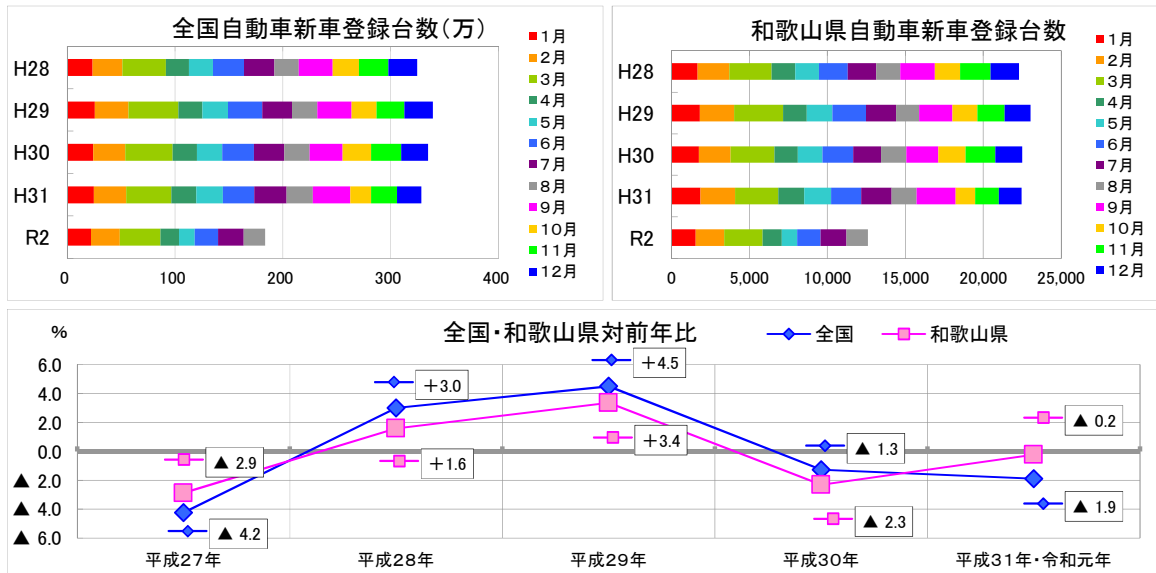 全国自動車新車登録台数(万)
H28
H29
H30
H31
R2
0 100 200 300 400
1月
2月
3月
4月
5月
6月
7月
8月
9月
10月
11月
12月
和歌山県自動車新車登録台数
H28
H29
H30
H31
R2
0 5,000 10,000 15,000 20,000 25,000
1月
2月
3月
4月
5月
6月
7月
8月
9月
10月
11月
12月
全国・和歌山県対前年比
全国 和歌山県
%
6.0
4.0
2.0
0.0
▲ 2.0
▲ 4.0
▲ 6.0
▲ 2.9
▲ 4.2
+3.0
+1.6
+4.5
+3.4
▲ 1.3
▲ 2.3
▲ 0.2
▲ 1.9
平成27年 平成28年 平成29年 平成30年 平成31年・令和元年